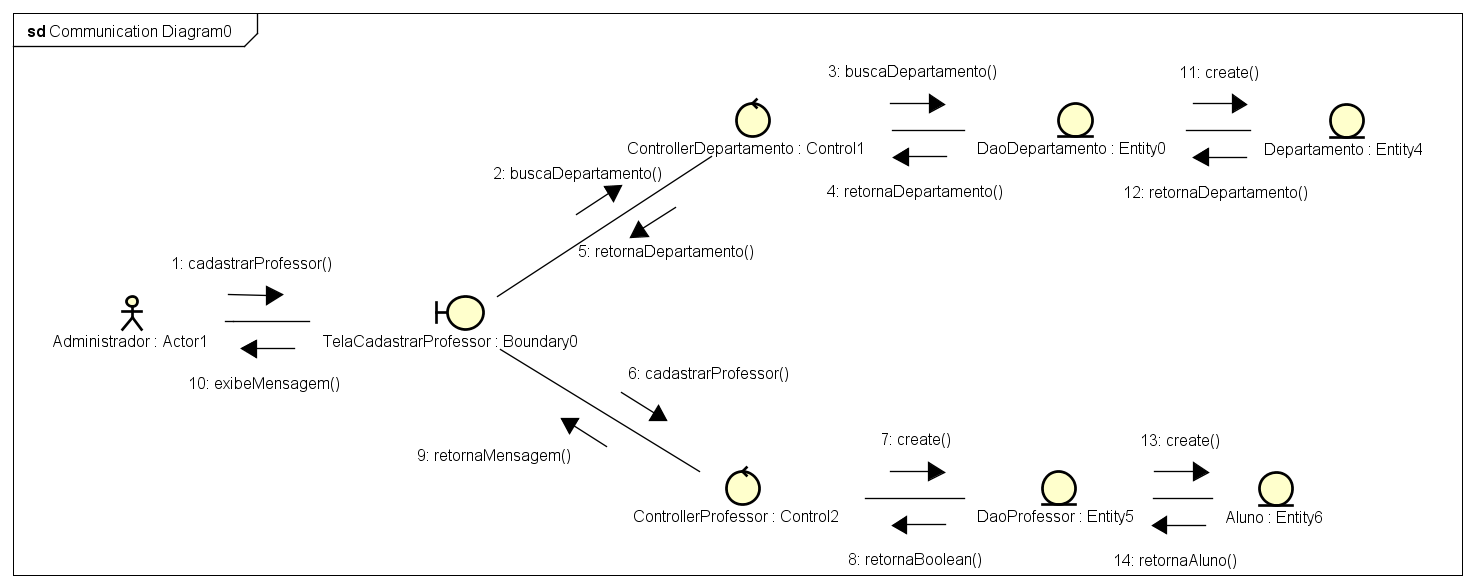 sd Communication Diagram0
3: buscaDepartamento()
11: create()
ControllerDepartamento : Control1
DaoDepartamento : Entity0
Departamento : Entity4
2: buscaDepartamento()
4: retornaDepartamento()
12: retornaDepartamento()
5: retornaDepartamento()
1: cadastrarProfessor()
Administrador : Actor1
TelaCadastrarProfessor : Boundary0
10: exibeMensagem()
6: cadastrarProfessor()
9: retornaMensagem()
7: create()
13: create()
ControllerProfessor : Control2
DaoProfessor : Entity5
Aluno : Entity6
8: retornaBoolean()
14: retornaAluno()